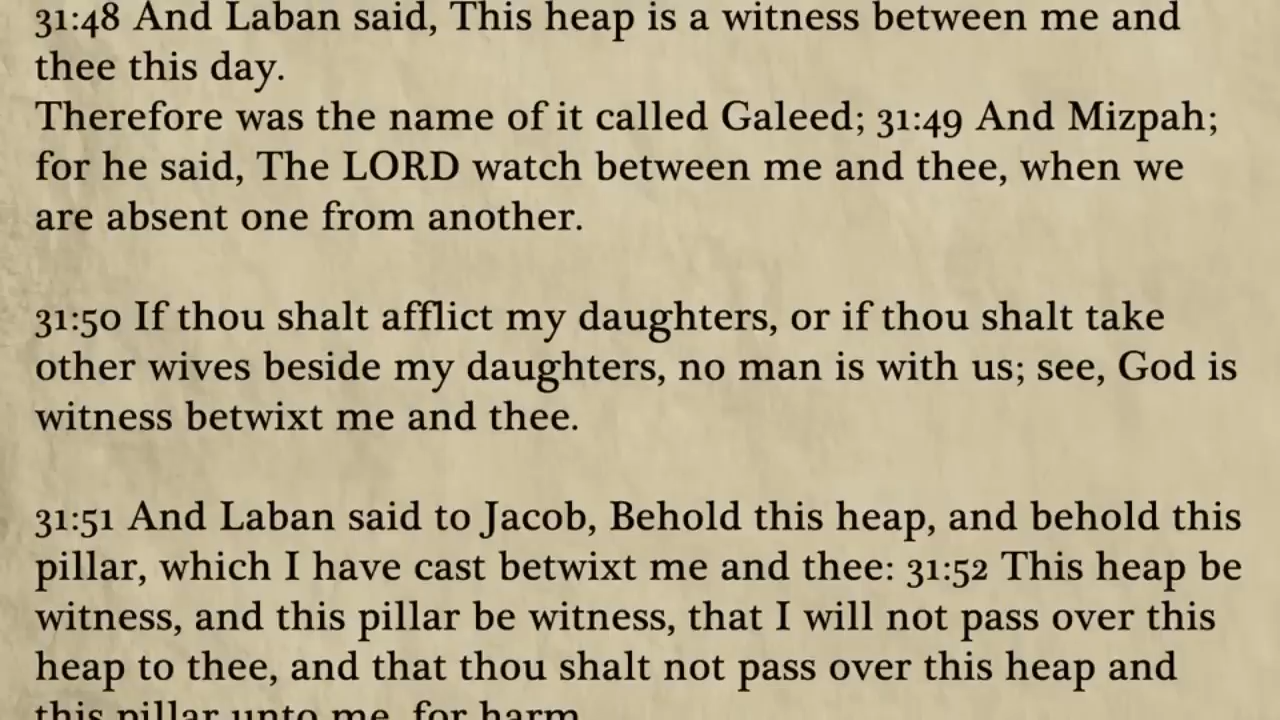 31:48 And Laban said, This heap is a witness between me and
thee this day.
Therefore was the name of it called Galeed; 31:49 And Mizpah;
for he said, The LORD watch between me and thee, when we
are absent one from another.
31:50 If thou shalt afflict my daughters, or if thou shalt take
other wives beside my daughters, no man is with us; see, God is
witness betwixt me and thee.
31:51 And Laban said to Jacob, Behold this heap, and behold this
pillar, which I have cast betwixt me and thee: 31:52 This heap be
witness, and this pillar be witness, that I will not pass over this
heap to thee, and that thou shalt not pass over this heap and
this pillar unto me, for harm.